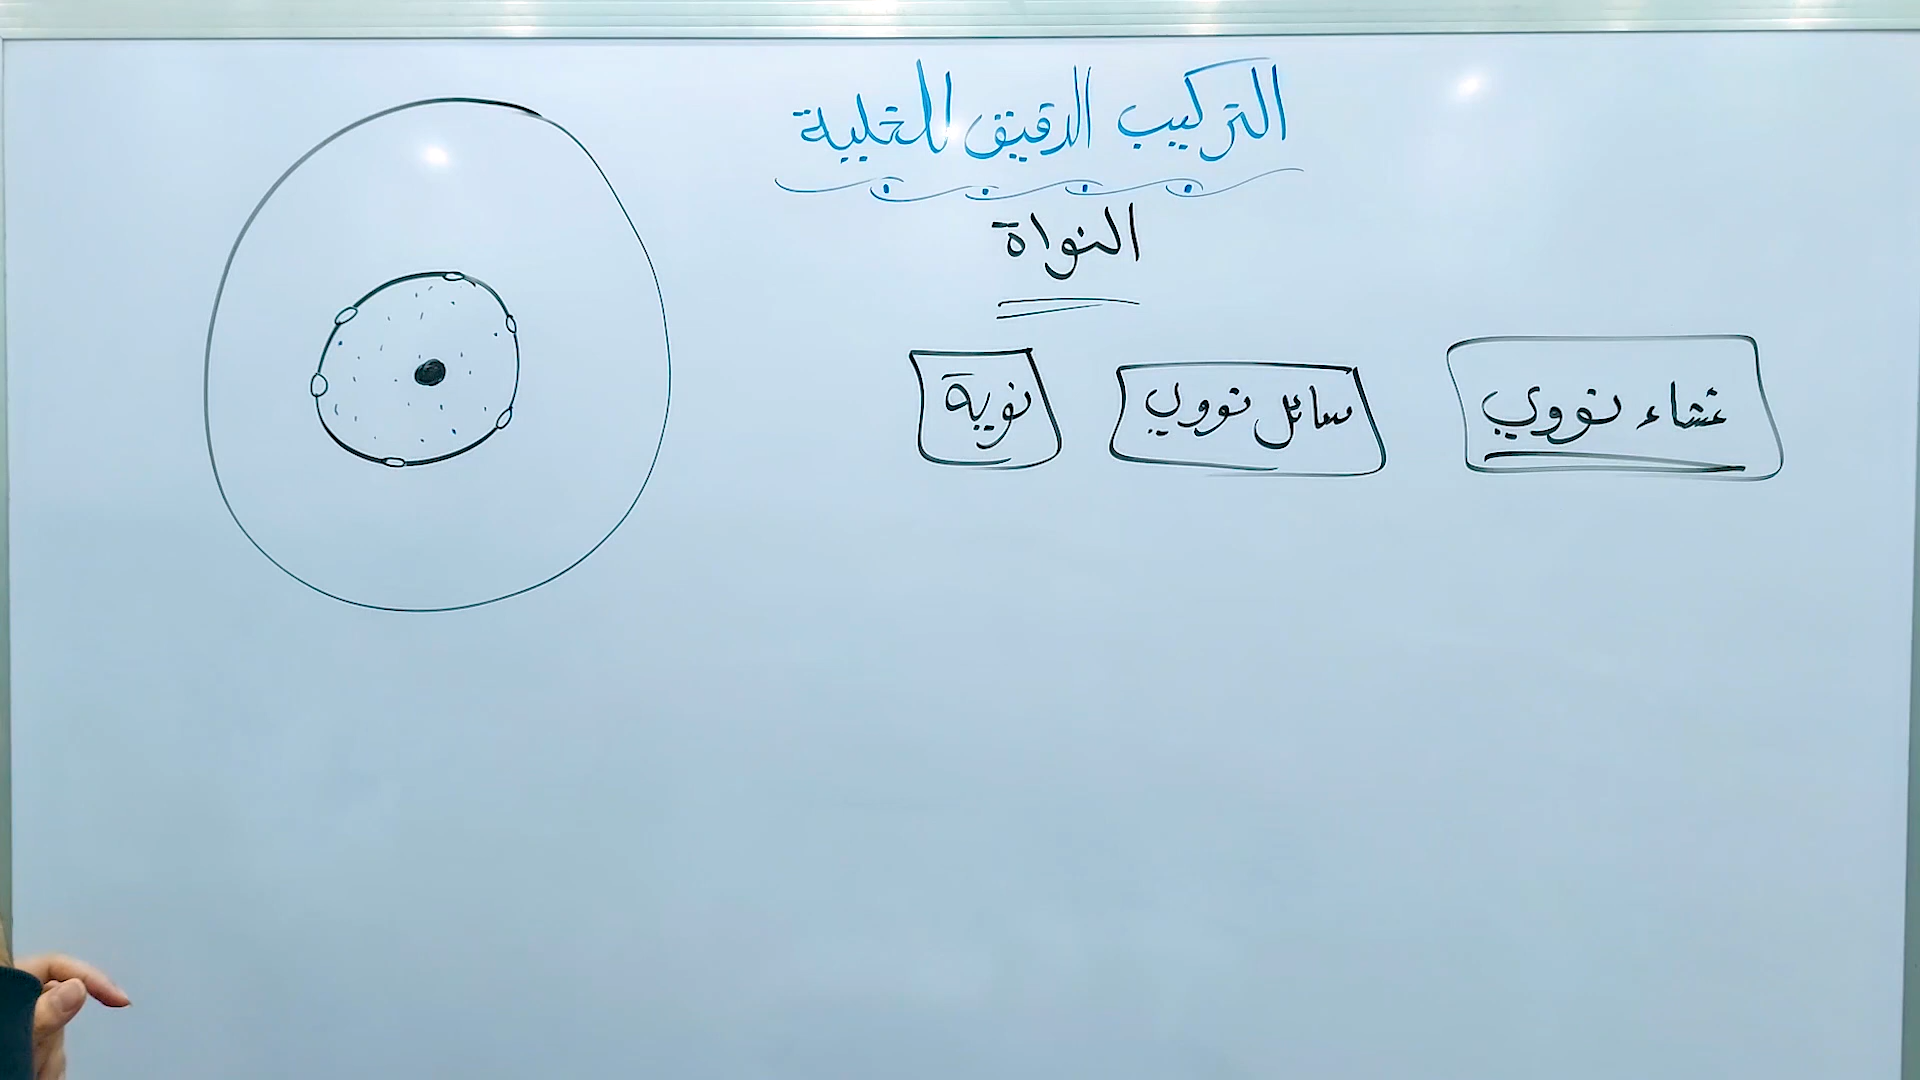 التركيب الدقيق للخلية
النواة
غشاء نووي
سائل نووي
نوية